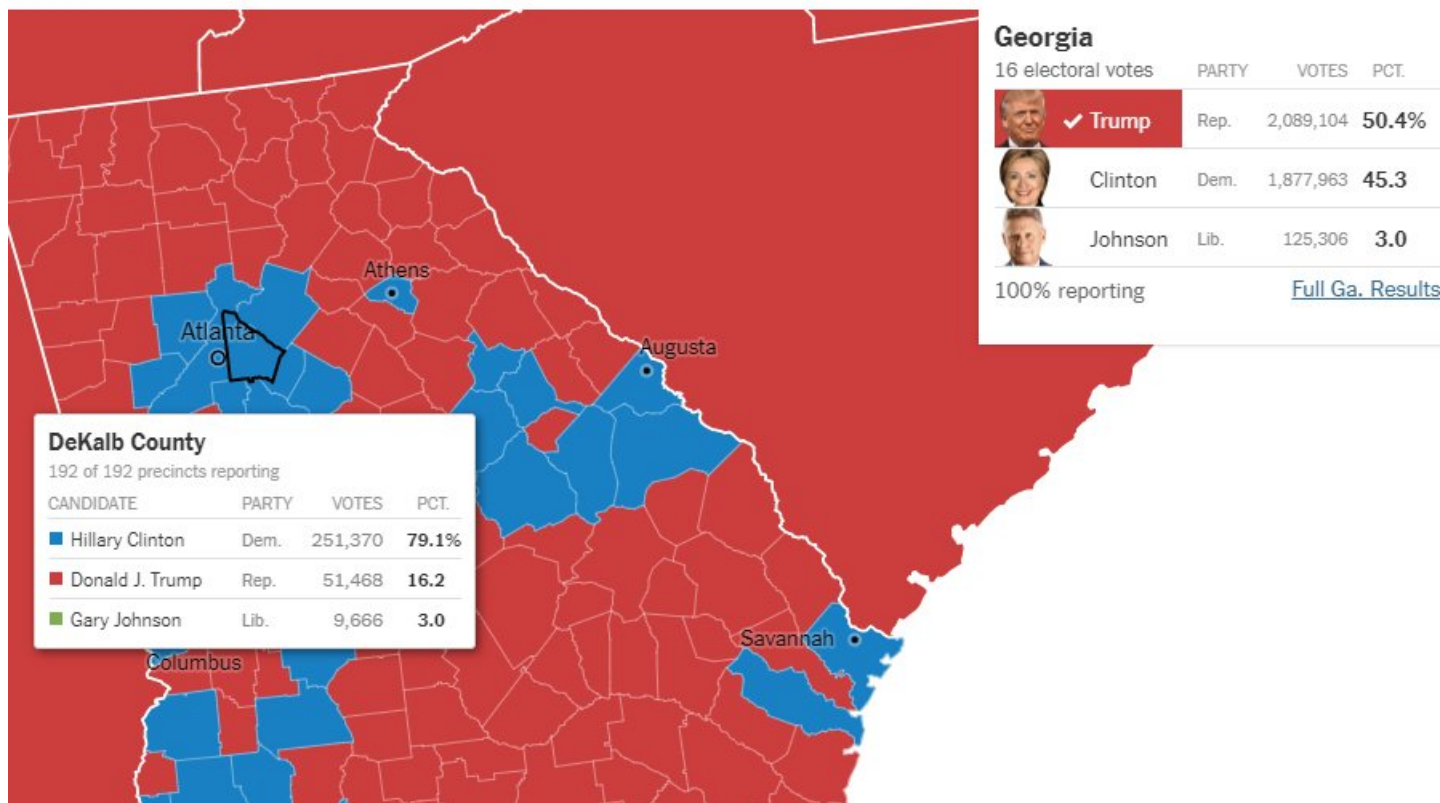 Georgia
16 electoral votes PARTY VOTES PCT.
✓ Trump Rep. 2,089,104 50.4%
Clinton Dem. 1,877,963 45.3
Johnson Lib. 125,306 3.0
100% reporting Full Ga. Results
Athens
Atlanta
Augusta
DeKalb County
192 of 192 precincts reporting
CANDIDATE PARTY VOTES PCT.
Hillary Clinton Dem. 251,370 79.1%
Donald J. Trump Rep. 51,468 16.2
Gary Johnson Lib. 9,666 3.0
Savannah
Columbus